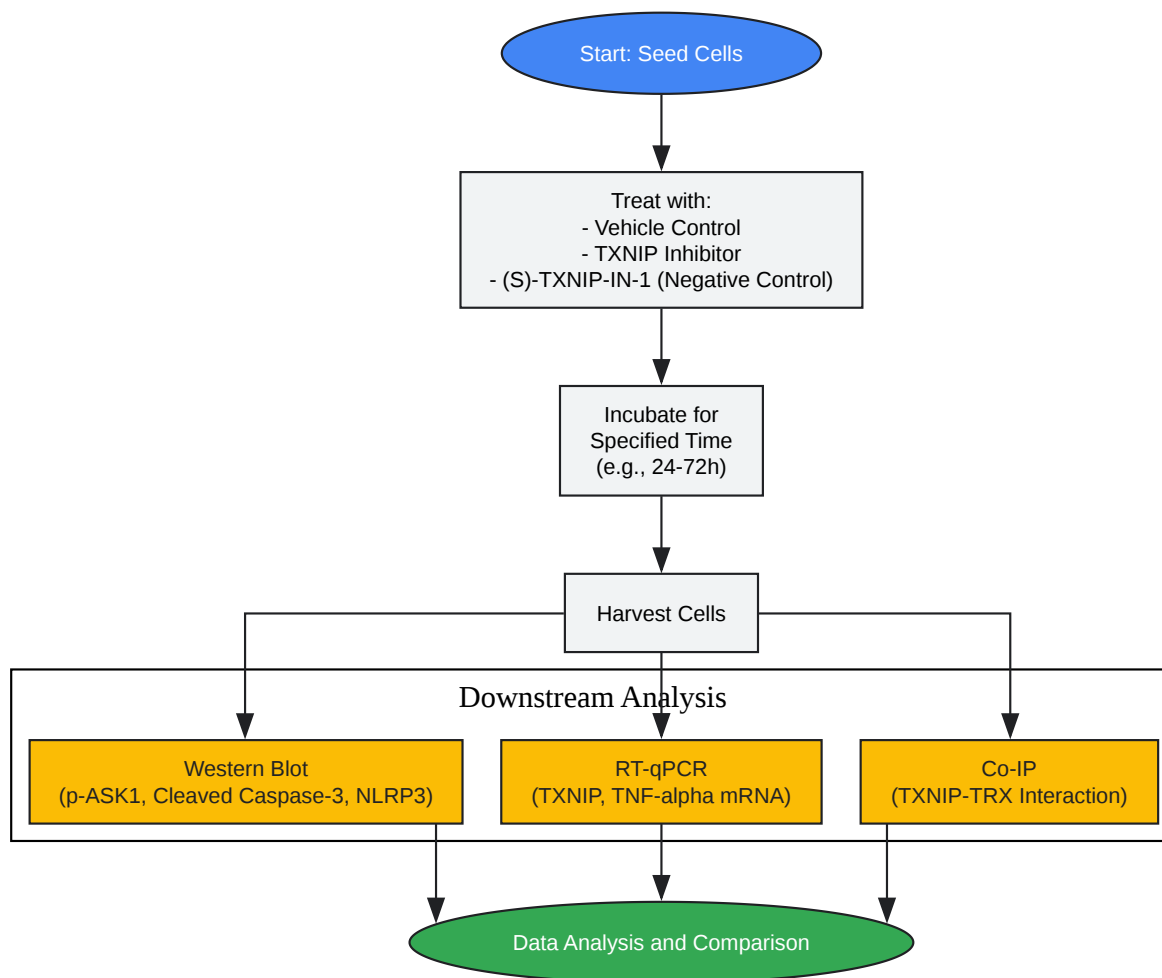 Start: Seed Cells
Treat with:
- Vehicle Control
- TXNIP Inhibitor
- (S)-TXNIP-IN-1 (Negative Control)
Incubate for
Specified Time
(e.g., 24-72h)
Harvest Cells
Downstream Analysis
Western Blot
(p-ASK1, Cleaved Caspase-3, NLRP3)
RT-qPCR
(TXNIP, TNF-alpha mRNA)
Co-IP
(TXNIP-TRX Interaction)
Data Analysis and Comparison